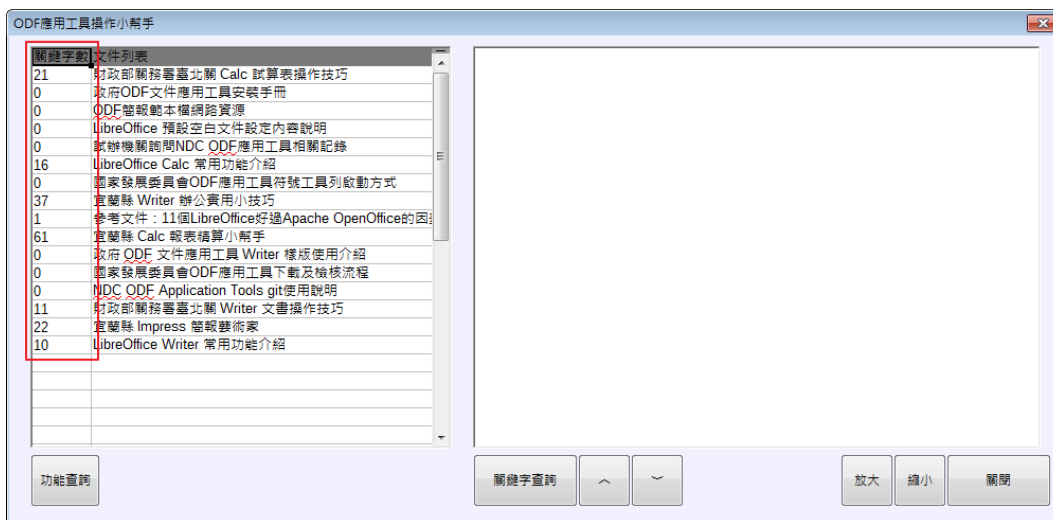 ODF應用工具操作小幫手
關鍵字數 文件列表
21 財政部關務署臺北關 Calc 試算表操作技巧
0 政府ODF文件應用工具安裝手冊
0 ODF簡報範本檔網路資源
0 LibreOffice 預設空白文件設定內容說明
0 試辦機關詢問NDC ODF應用工具相關記錄
16 LibreOffice Calc 常用功能介紹
0 國家發展委員會ODF應用工具符號工具列啟動方式
37 宜蘭縣 Writer 辦公實用小技巧
1 參考文件：11個LibreOffice好過Apache OpenOffice的因
61 宜蘭縣 Calc 報表精算小幫手
0 政府 ODF 文件應用工具 Writer 樣版使用介紹
0 國家發展委員會ODF應用工具下載及檢核流程
0 NDC ODF Application Tools git使用說明
11 財政部關務署臺北關 Writer 文書操作技巧
22 宜蘭縣 Impress 簡報藝術家
10 LibreOffice Writer 常用功能介紹
功能查詢 關鍵字查詢 放大 縮小 關閉